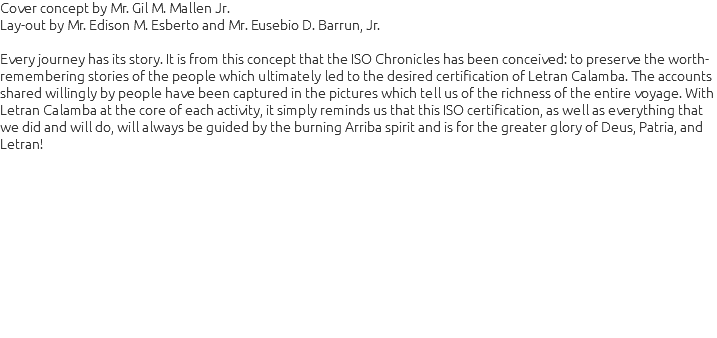 Cover concept by Mr. Gil M. Mallen Jr.
Lay-out by Mr. Edison M. Esberto and Mr. Eusebio D. Barrun, Jr.

Every journey has its story. It is from this concept that the ISO Chronicles has been conceived: to preserve the worth-
remembering stories of the people which ultimately led to the desired certification of Letran Calamba. The accounts
shared willingly by people have been captured in the pictures which tell us of the richness of the entire voyage. With
Letran Calamba at the core of each activity, it simply reminds us that this ISO certification, as well as everything that
we did and will do, will always be guided by the burning Arriba spirit and is for the greater glory of Deus, Patria, and
Letran!